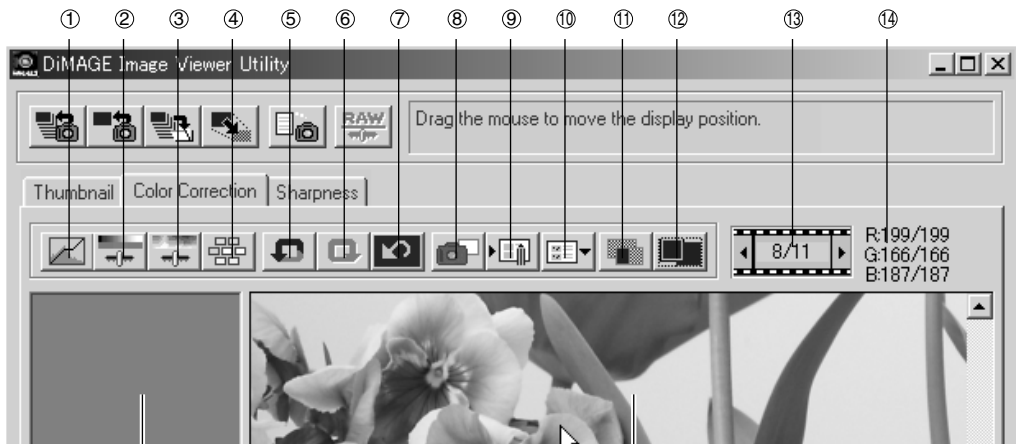 ① ② ③ ④ ⑤ ⑥ ⑦ ⑧ ⑨ ⑩ ⑪ ⑫ ⑬ ⑭
DiMAGE Image Viewer Utility
RAW
Drag the mouse to move the display position.
Thumbnail Color Correction Sharpness
8/11
R:199/199
G:166/166
B:187/187